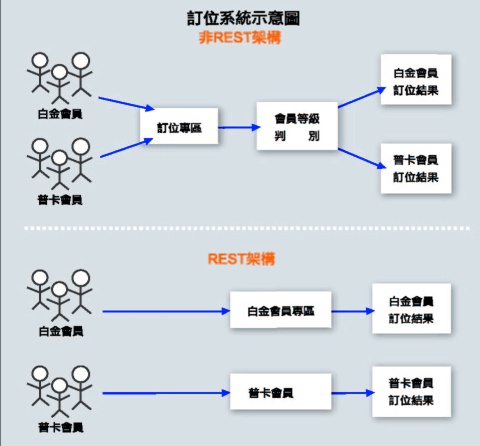 訂位系統示意圖
非REST架構
白金會員
普卡會員
訂位專區
會員等級
判 別
白金會員
訂位結果
普卡會員
訂位結果
REST架構
白金會員
白金會員專區
白金會員
訂位結果
普卡會員
普卡會員
普卡會員
訂位結果